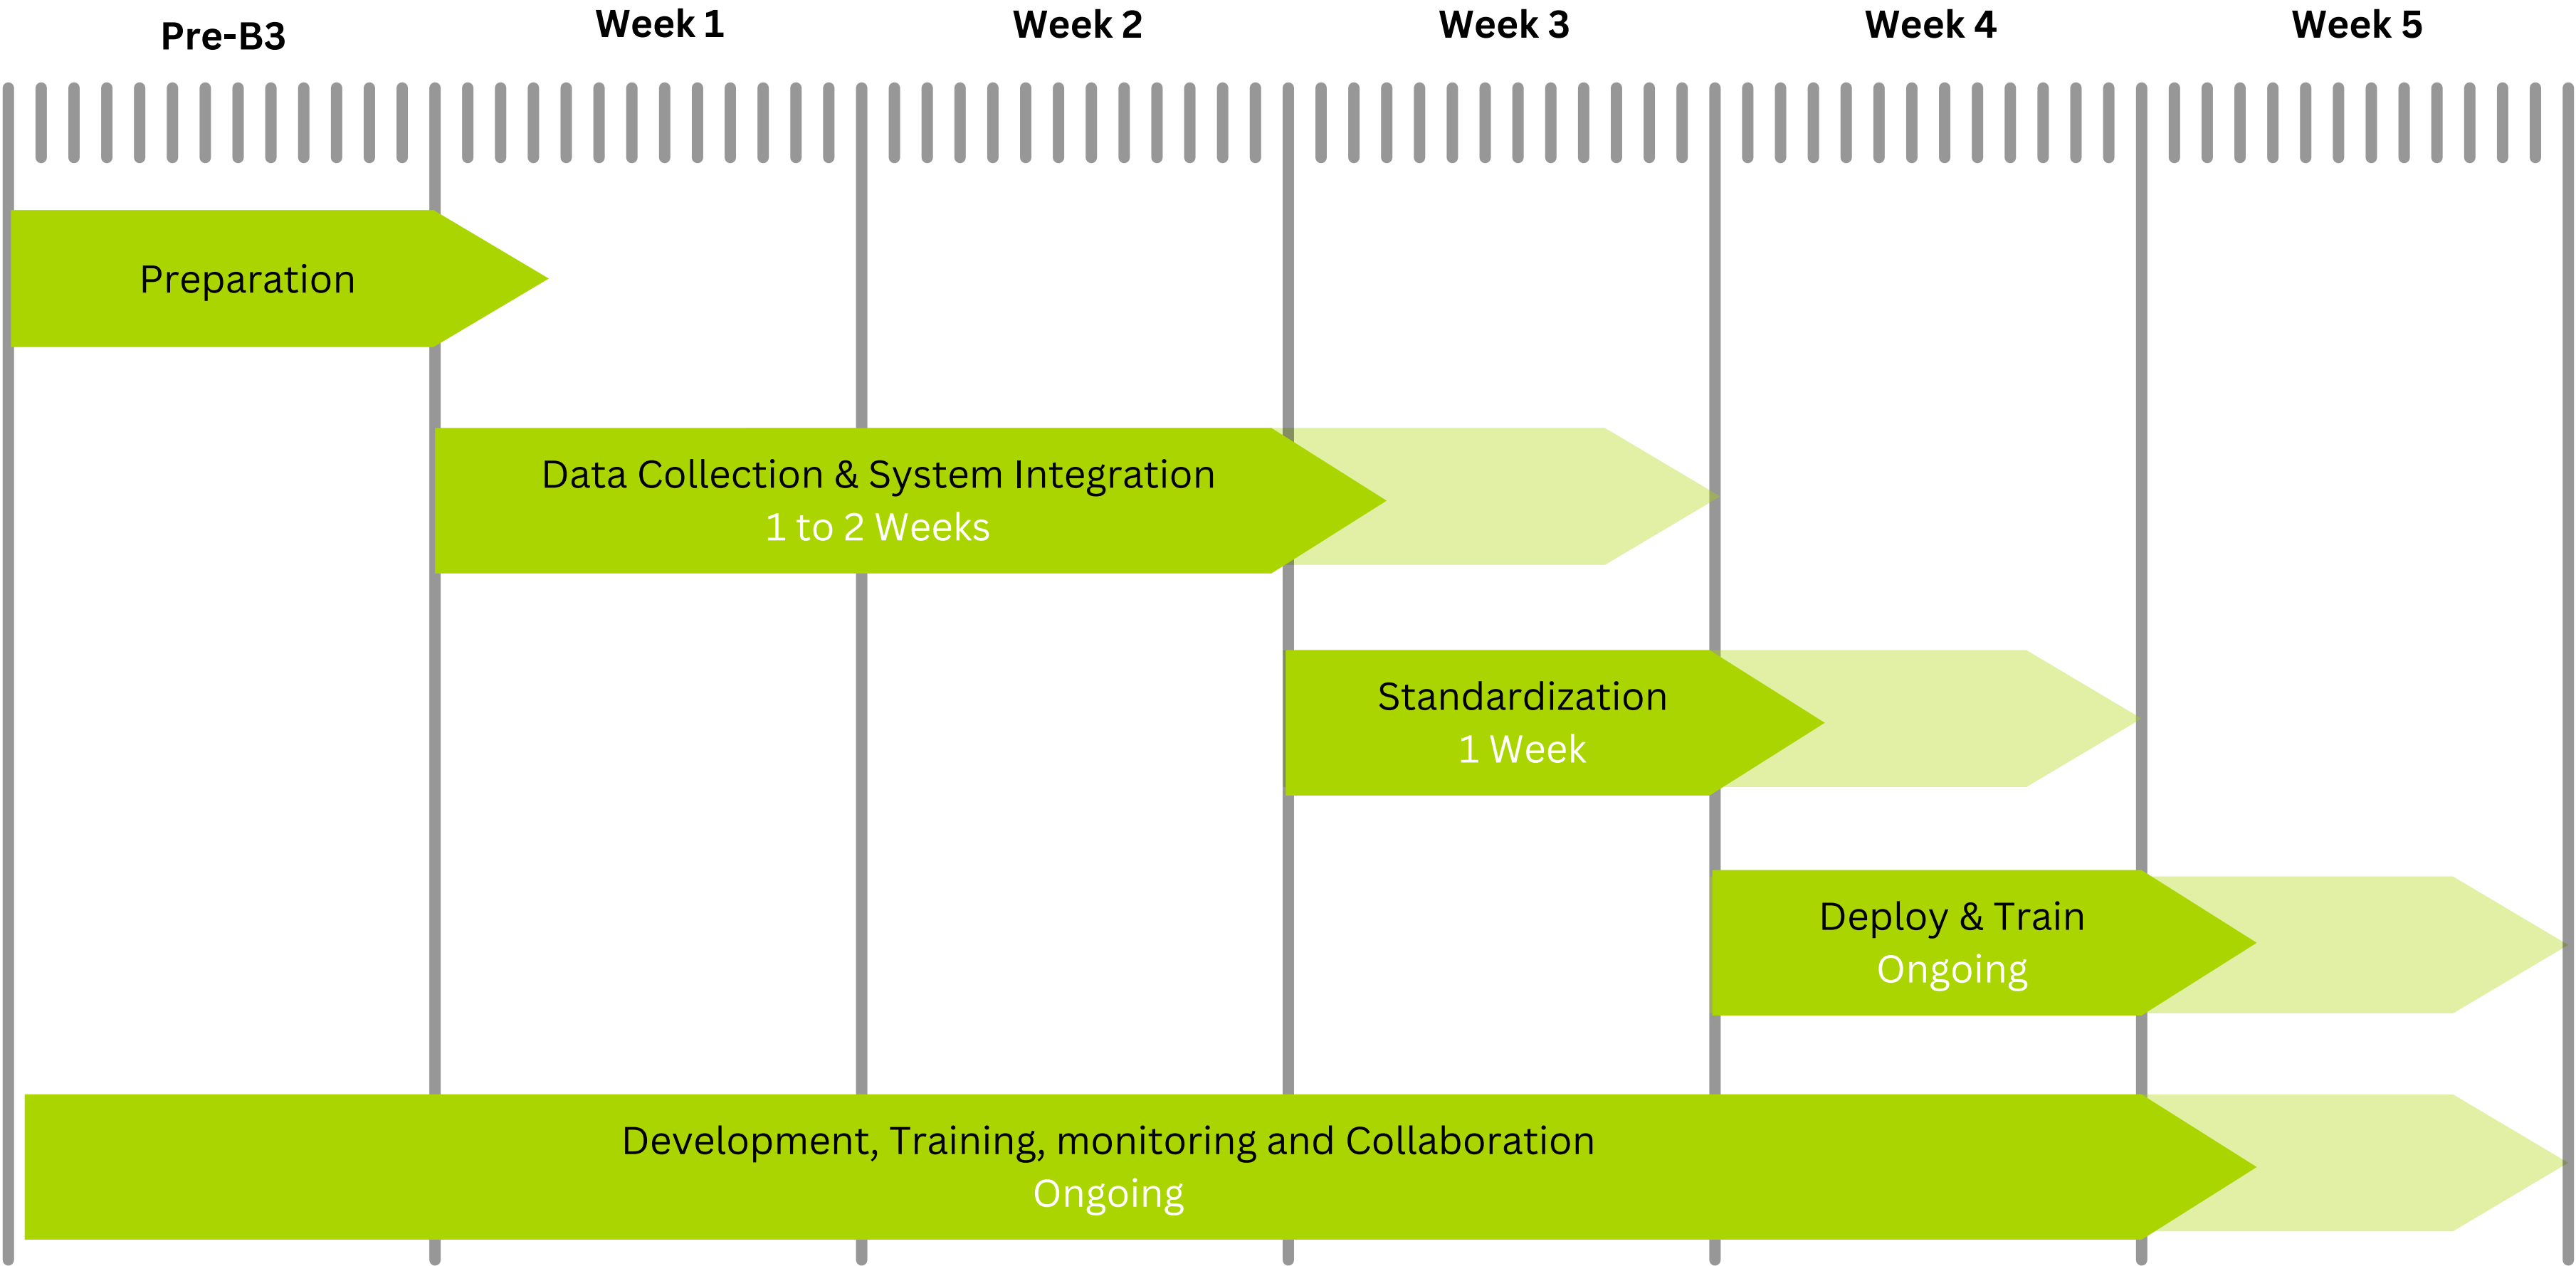 Pre-B3
Week 1
Week 2
Week 3
Week 4
Week 5
Preparation
Data Collection & System Integration
1 to 2 Weeks
Standardization
1 Week
Deploy & Train
Ongoing
Development, Training, monitoring and Collaboration
Ongoing